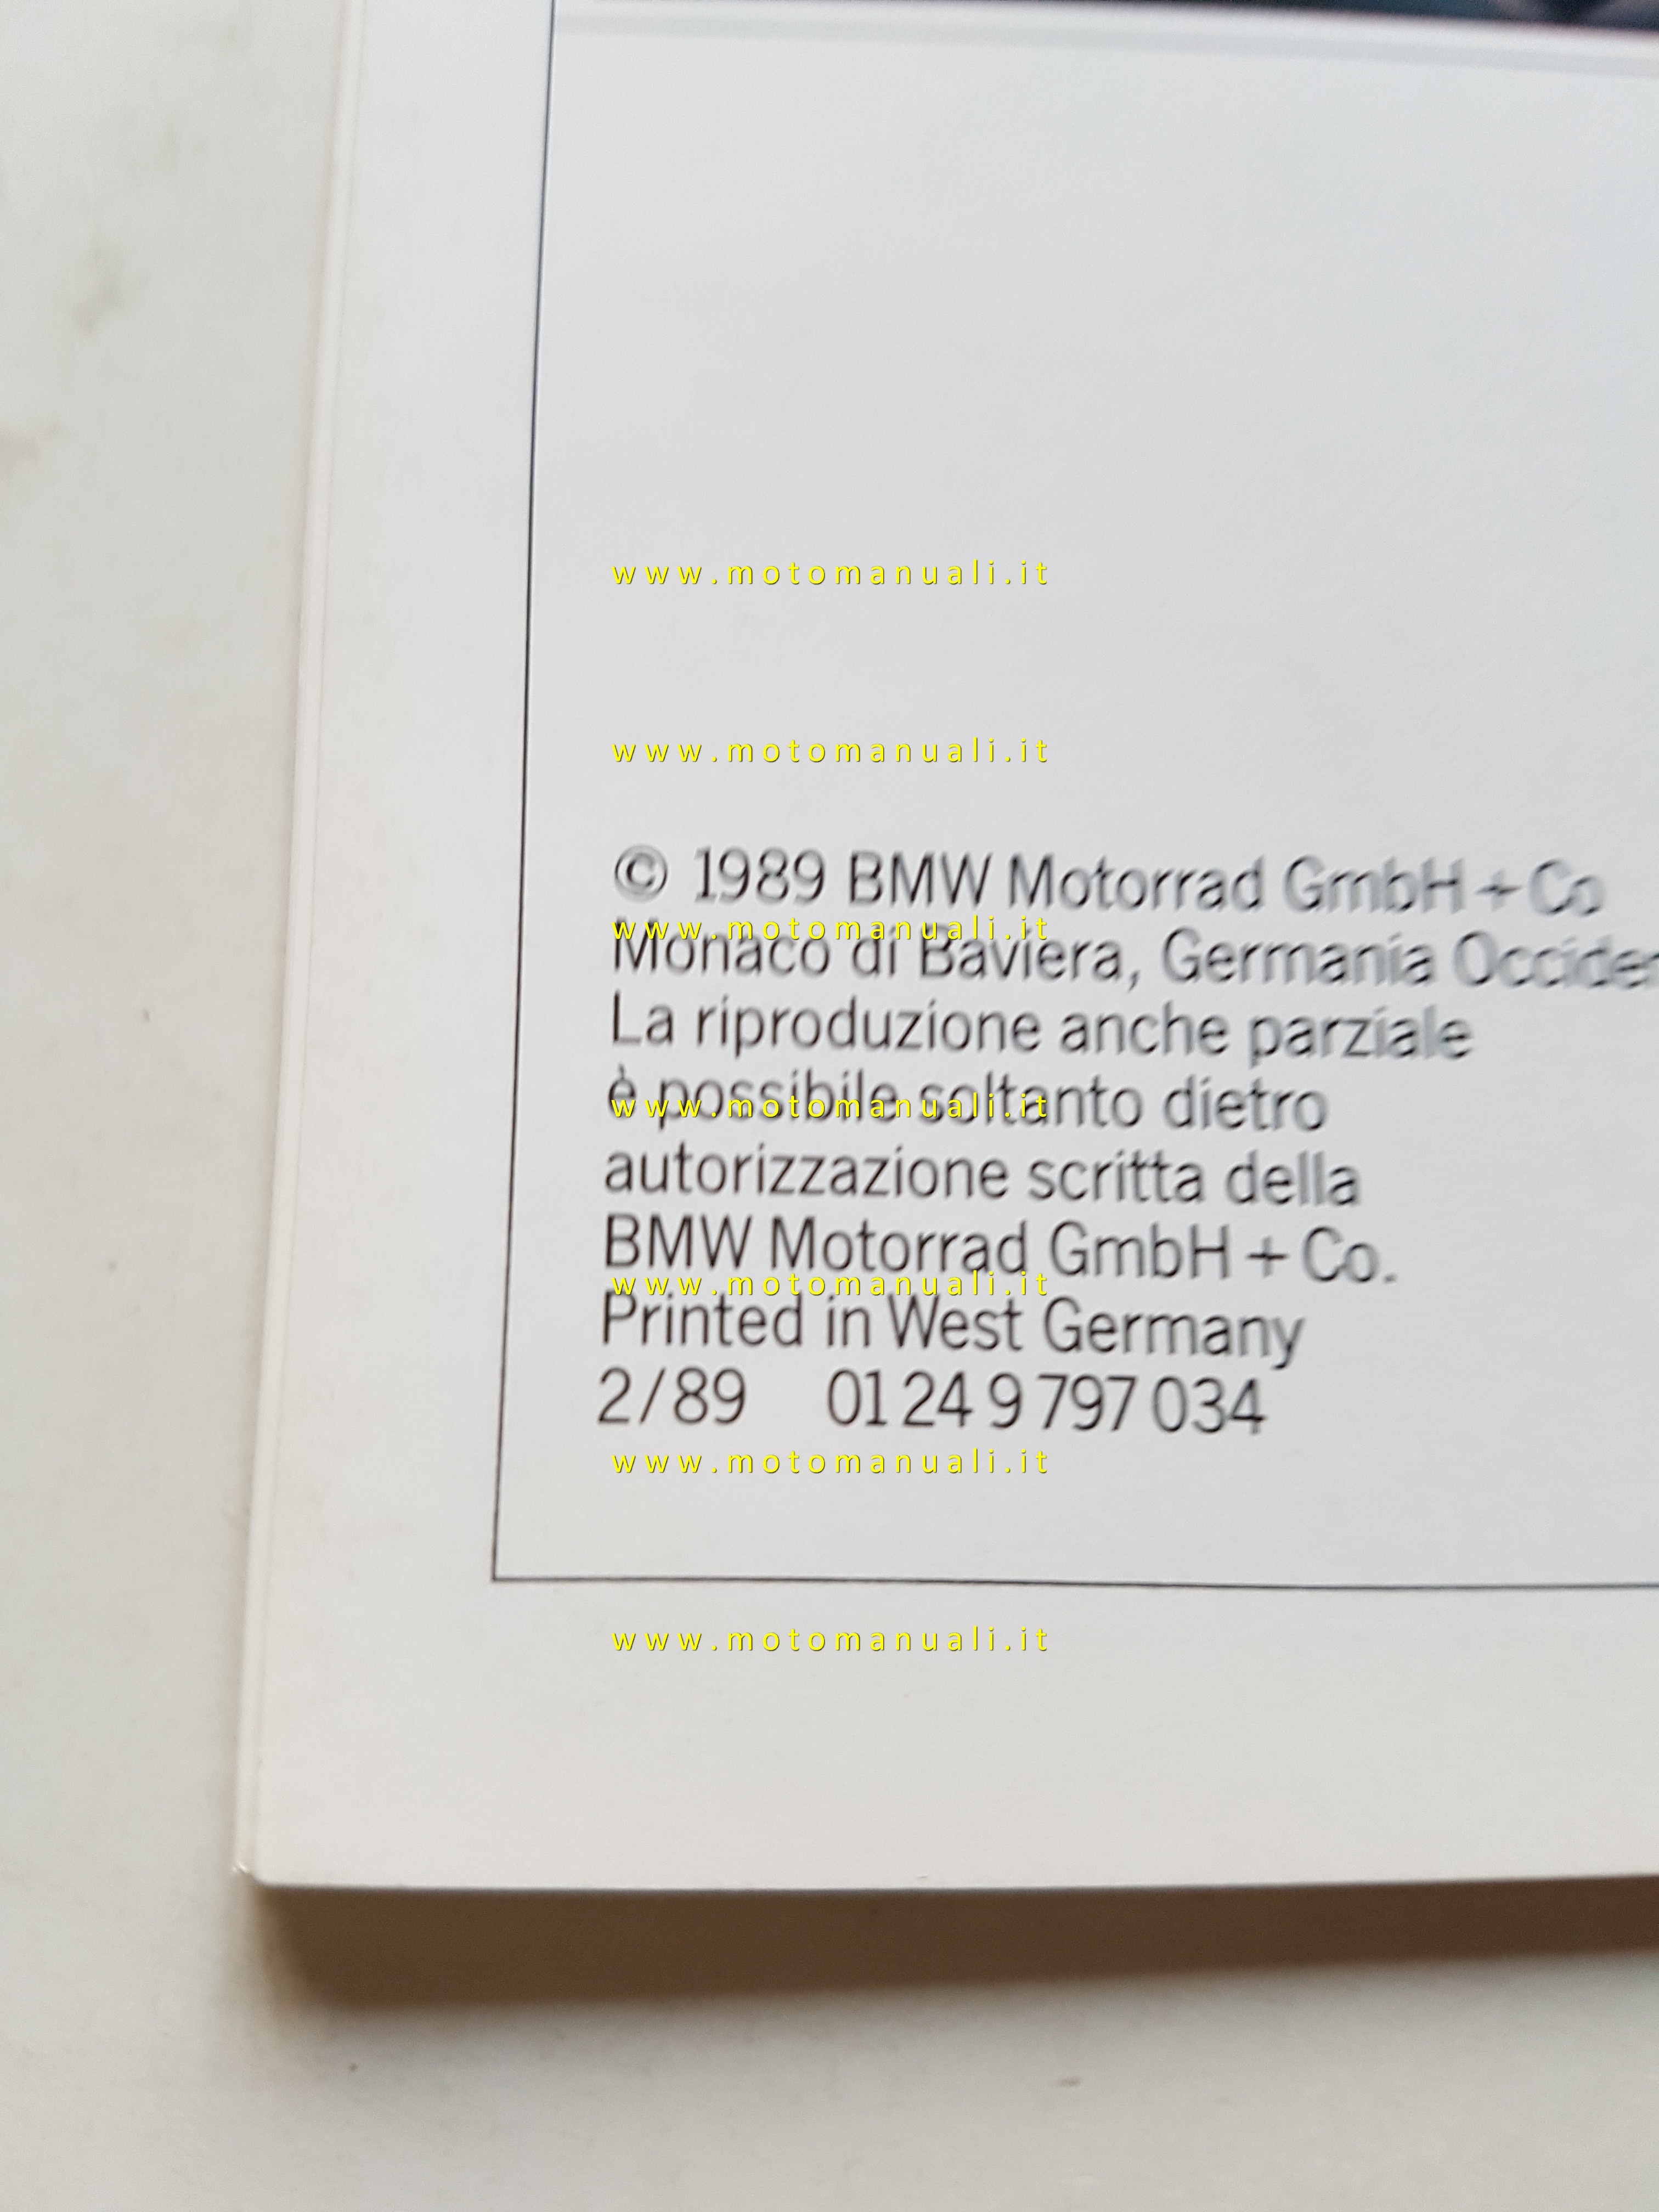 www.motomanuali.it
www.motomanuali.it
© 1989 BMW Motorrad GmbH + Co
www.motomanuali.it
Monaco di Baviera, Germania
La riproduzione anche parziale
è possibile soltanto dietro
www.motomanuali.it
autorizzazione scritta della
BMW Motorrad GmbH + Co.
www.motomanuali.it
Printed in West Germany
2/89 01 24 9 797 034
www.motomanuali.it
www.motomanuali.it